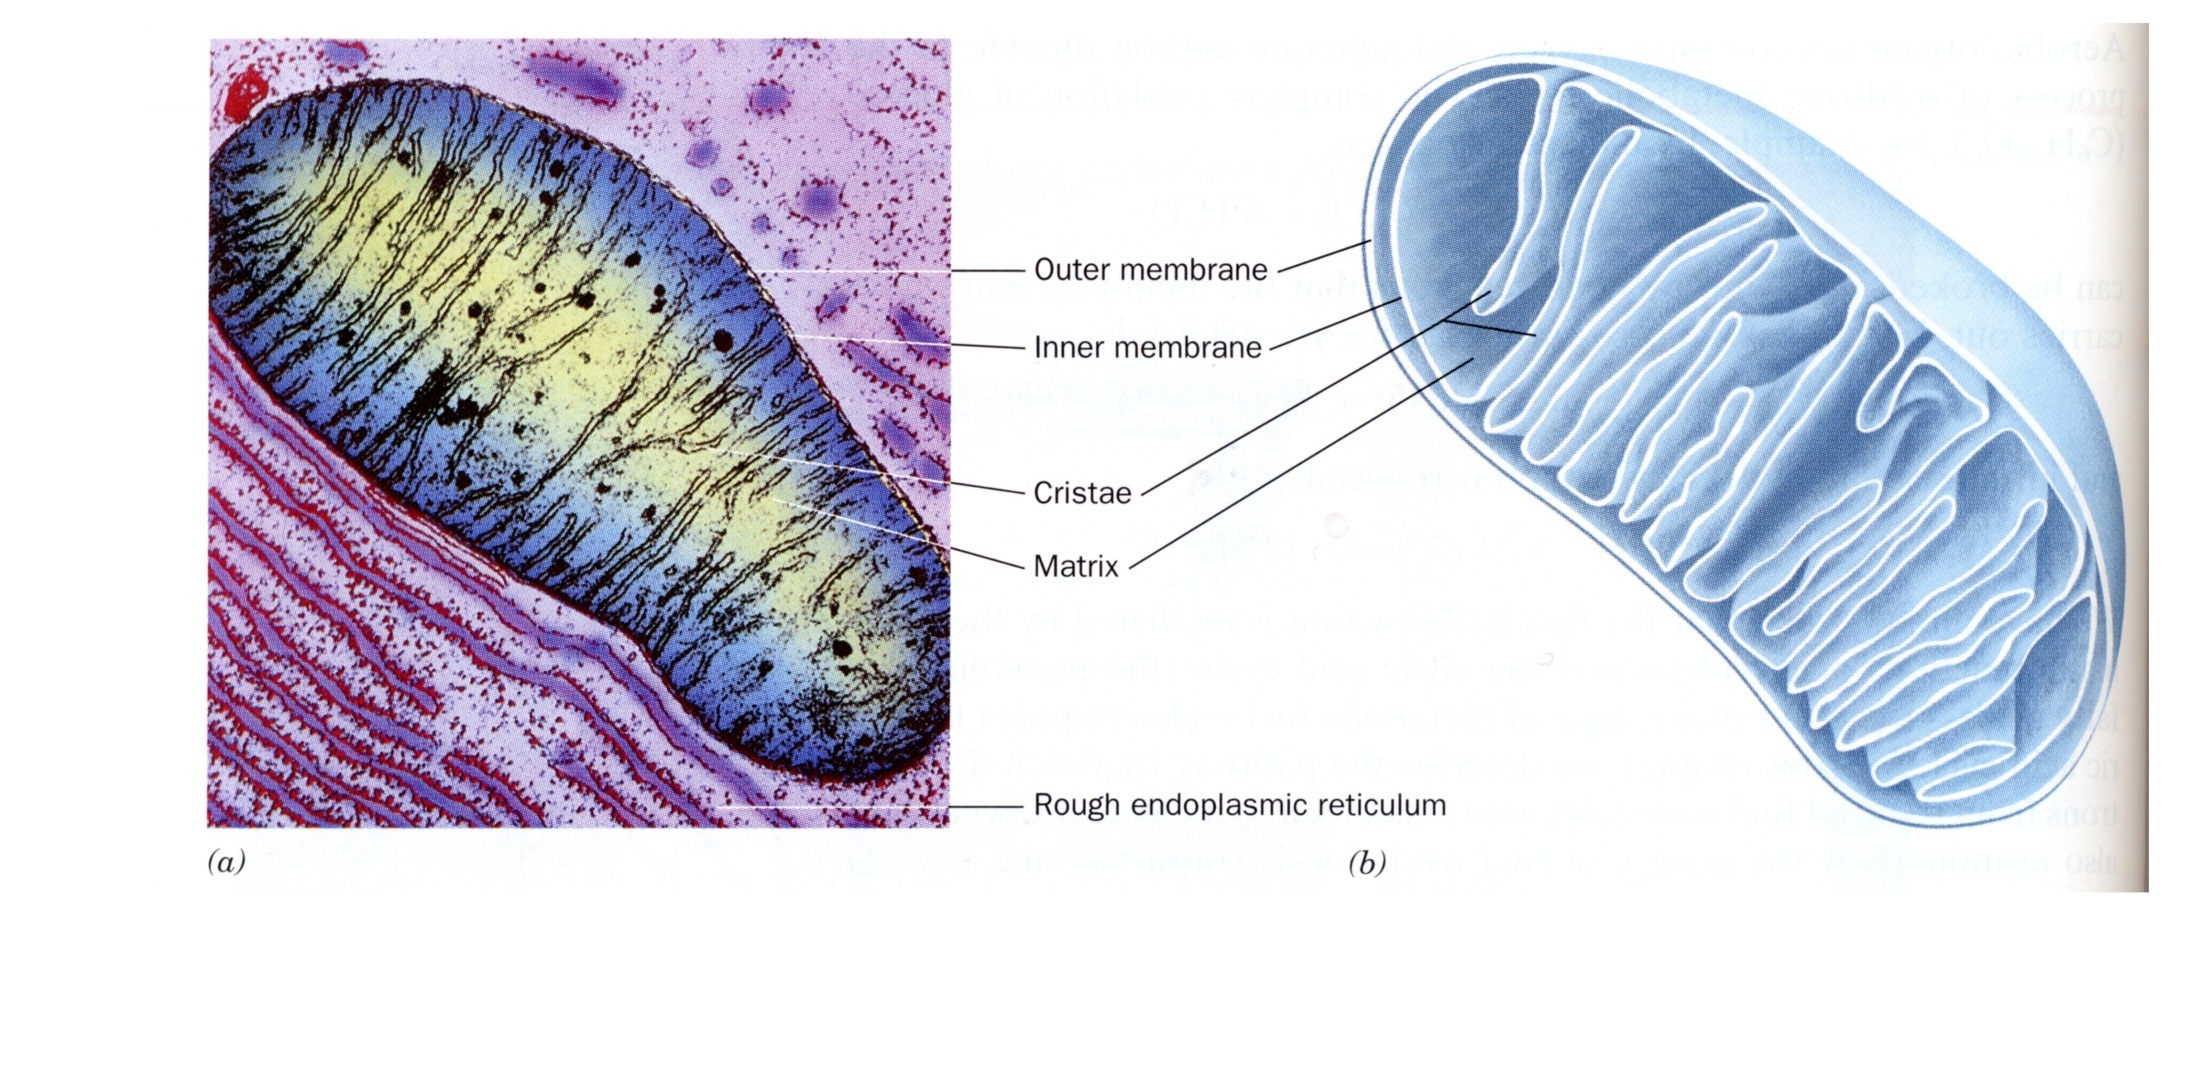 Outer membrane
Inner membrane
Cristae
Matrix
Rough endoplasmic reticulum
(a)
(b)